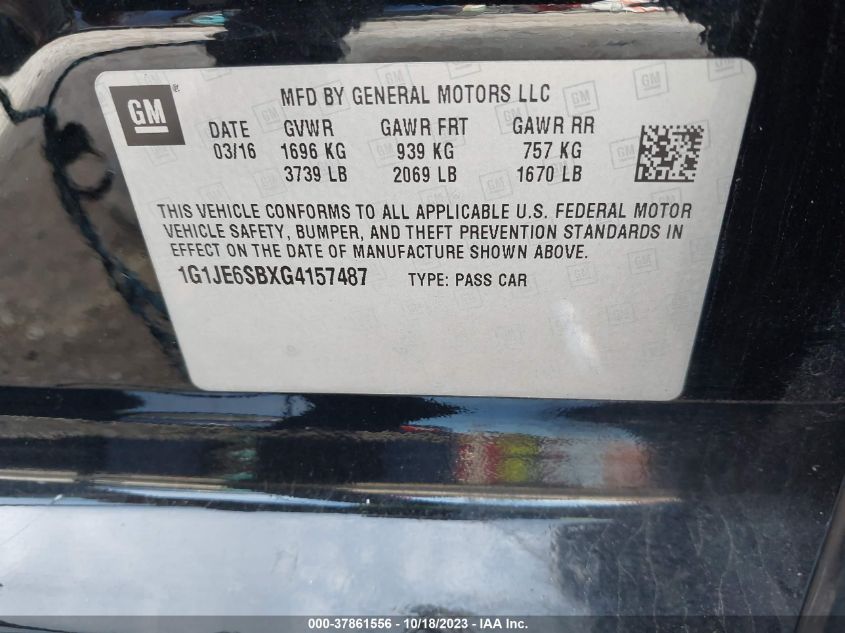 GM
MFD BY GENERAL MOTORS LLC
DATE GVWR GAWR FRT GAWR RR
03/16 1696 KG 939 KG 757 KG
3739 LB 2069 LB 1670 LB
THIS VEHICLE CONFORMS TO ALL APPLICABLE U.S. FEDERAL MOTOR
VEHICLE SAFETY, BUMPER, AND THEFT PREVENTION STANDARDS IN
EFFECT ON THE DATE OF MANUFACTURE SHOWN ABOVE.
1G1JE6SBXG4157487 TYPE: PASS CAR
000-37861556 - 10/18/2023 - IAA Inc.